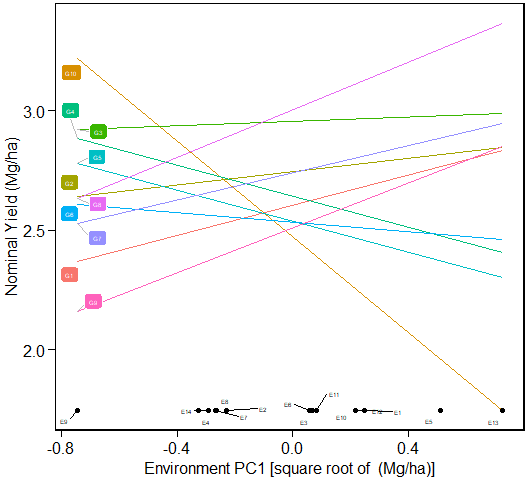 Nominal Yield (Mg/ha)
3.0
2.5
2.0
G10
G4
G3
G5
G2
G8
G6
G7
G1
G9
E9
E14
E4
E8
E7
E2
E6
E3
E11
E10
E12
E1
E5
E13
-0.8 -0.4 0.0 0.4
Environment PC1 [square root of (Mg/ha)]